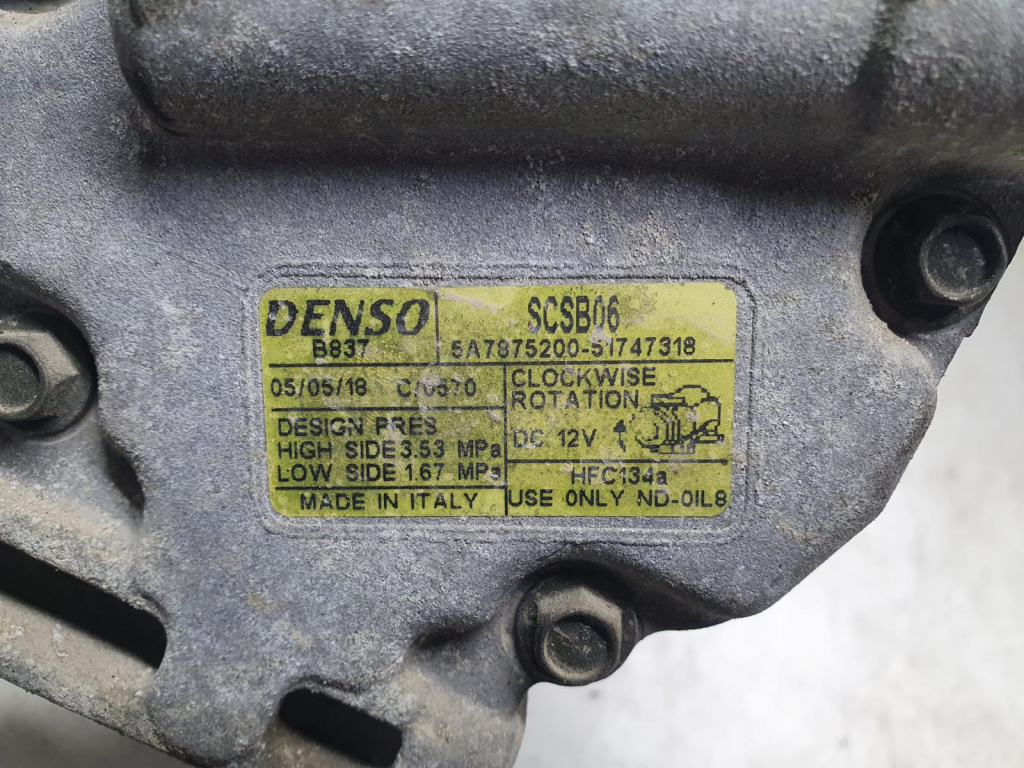 DENSO
B837
SCSB06
5A7875200-51747318
05/05/18
CLOCKWISE
ROTATION
DC 12V
DESIGN PRES
HIGH SIDE 3.53 MPa
LOW SIDE 1.67 MPa
MADE IN ITALY
HFC134a
USE ONLY ND-OIL8